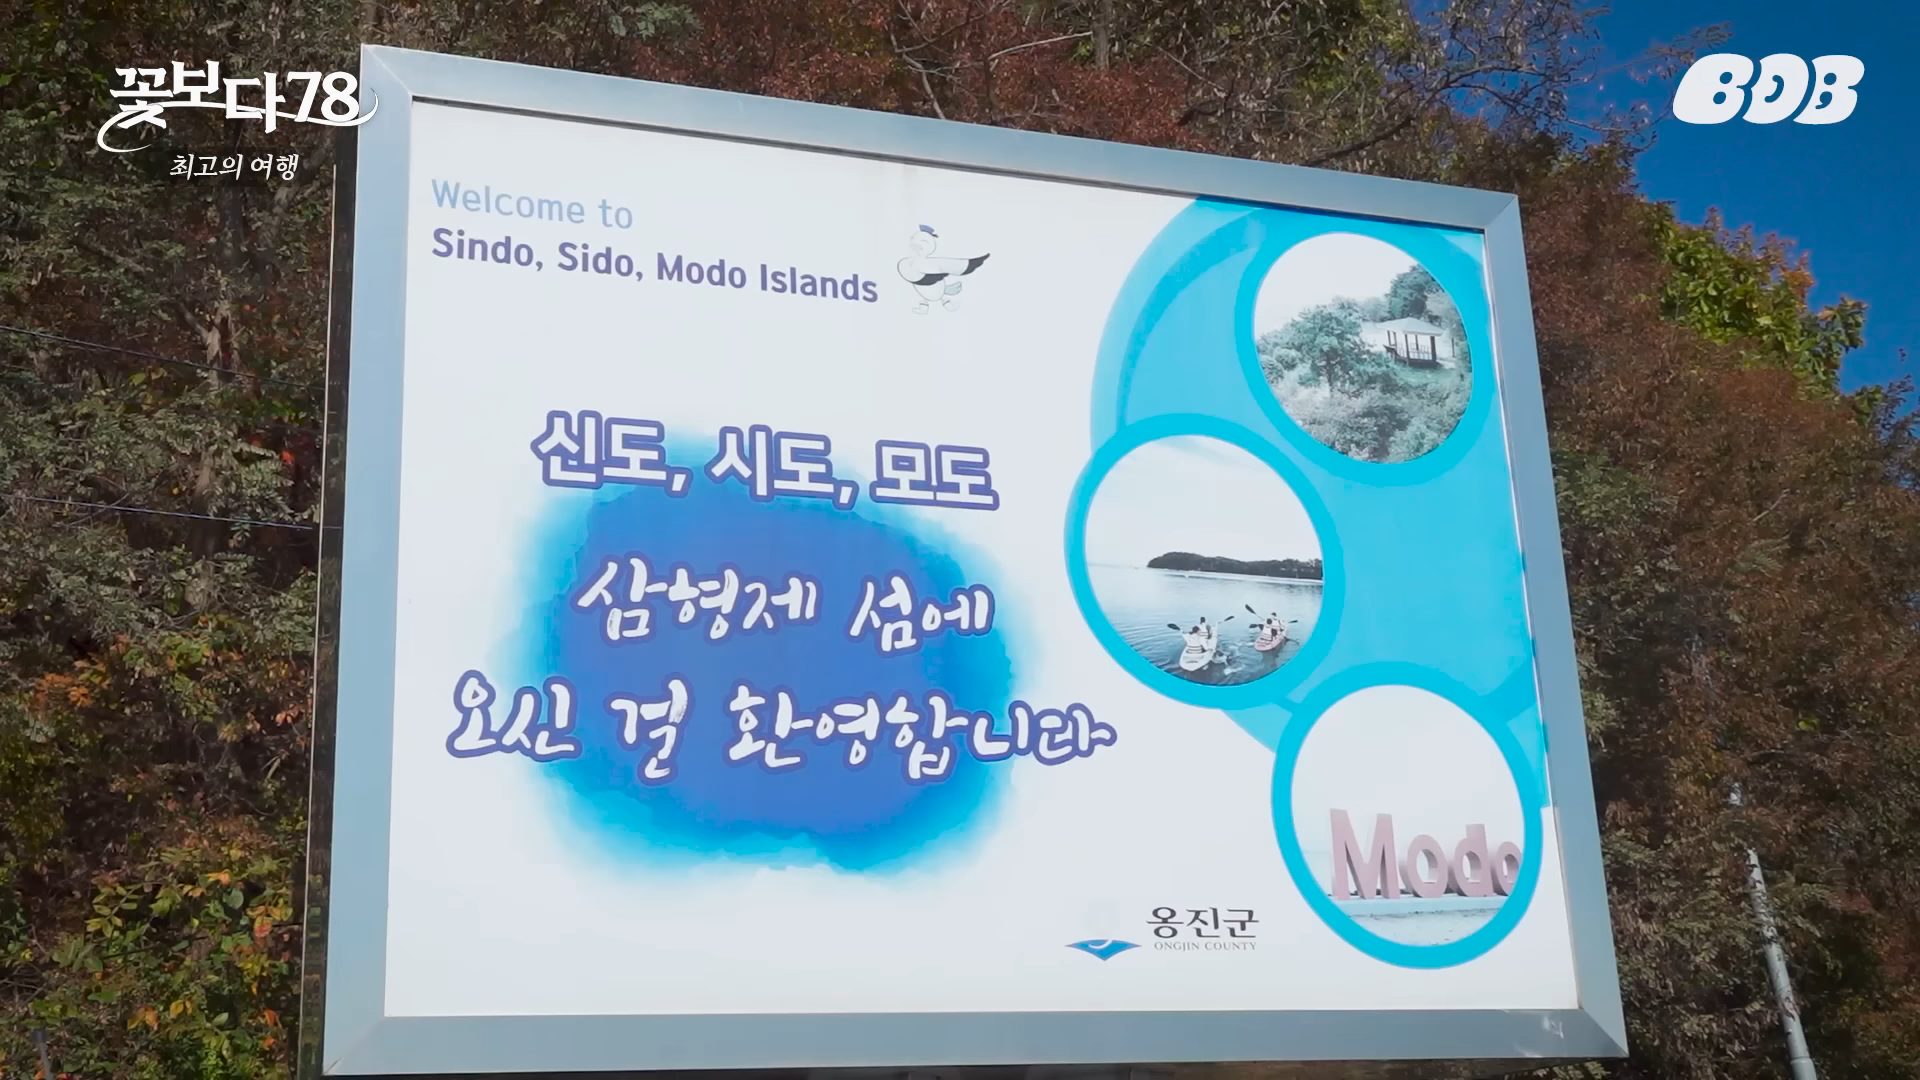 꽃보다78
최고의 여행
BDB
Welcome to
Sindo, Sido, Modo Islands
신도, 시도, 모도
삼형제 섬에
오신 걸 환영합니다
Modo
옹진군
ONGJIN COUNTY